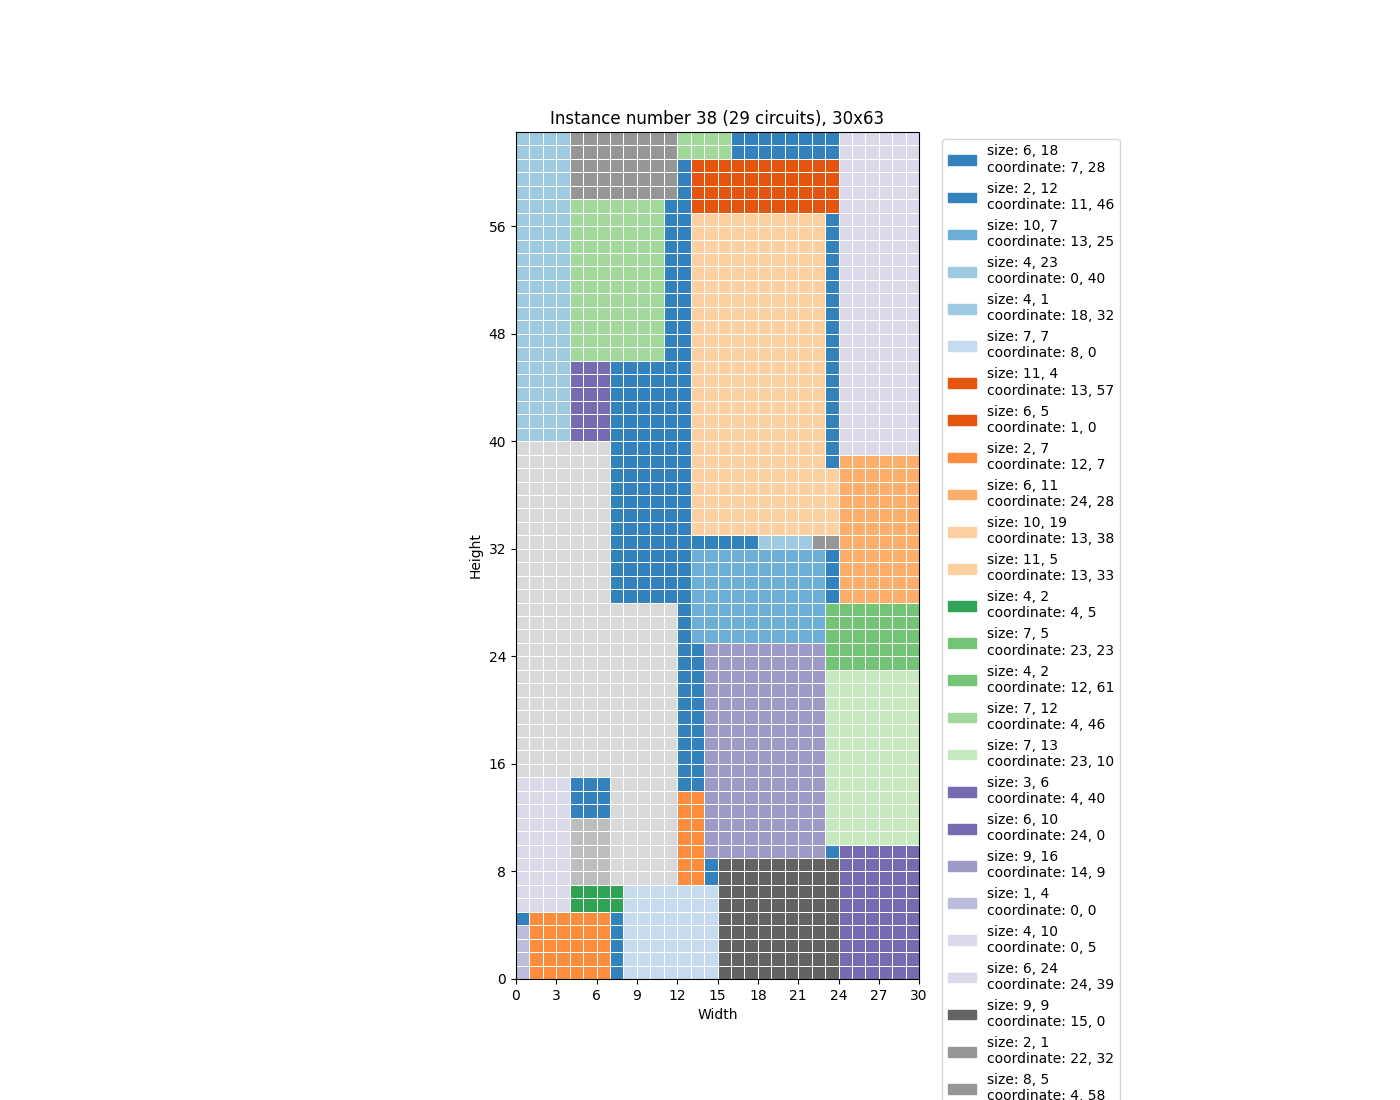 Instance number 38 (29 circuits), 30x63
56
48
40
32
24
16
8
0
Height
0 3 6 9 12 15 18 21 24 27 30
Width
size: 6, 18
coordinate: 7, 28
size: 2, 12
coordinate: 11, 46
size: 10, 7
coordinate: 13, 25
size: 4, 23
coordinate: 0, 40
size: 4, 1
coordinate: 18, 32
size: 7, 7
coordinate: 8, 0
size: 11, 4
coordinate: 13, 57
size: 6, 5
coordinate: 1, 0
size: 2, 7
coordinate: 12, 7
size: 6, 11
coordinate: 24, 28
size: 10, 19
coordinate: 13, 38
size: 11, 5
coordinate: 13, 33
size: 4, 2
coordinate: 4, 5
size: 7, 5
coordinate: 23, 23
size: 4, 2
coordinate: 12, 61
size: 7, 12
coordinate: 4, 46
size: 7, 13
coordinate: 23, 10
size: 3, 6
coordinate: 4, 40
size: 6, 10
coordinate: 24, 0
size: 9, 16
coordinate: 14, 9
size: 1, 4
coordinate: 0, 0
size: 4, 10
coordinate: 0, 5
size: 6, 24
coordinate: 24, 39
size: 9, 9
coordinate: 15, 0
size: 2, 1
coordinate: 22, 32
size: 8, 5
coordinate: 4, 58